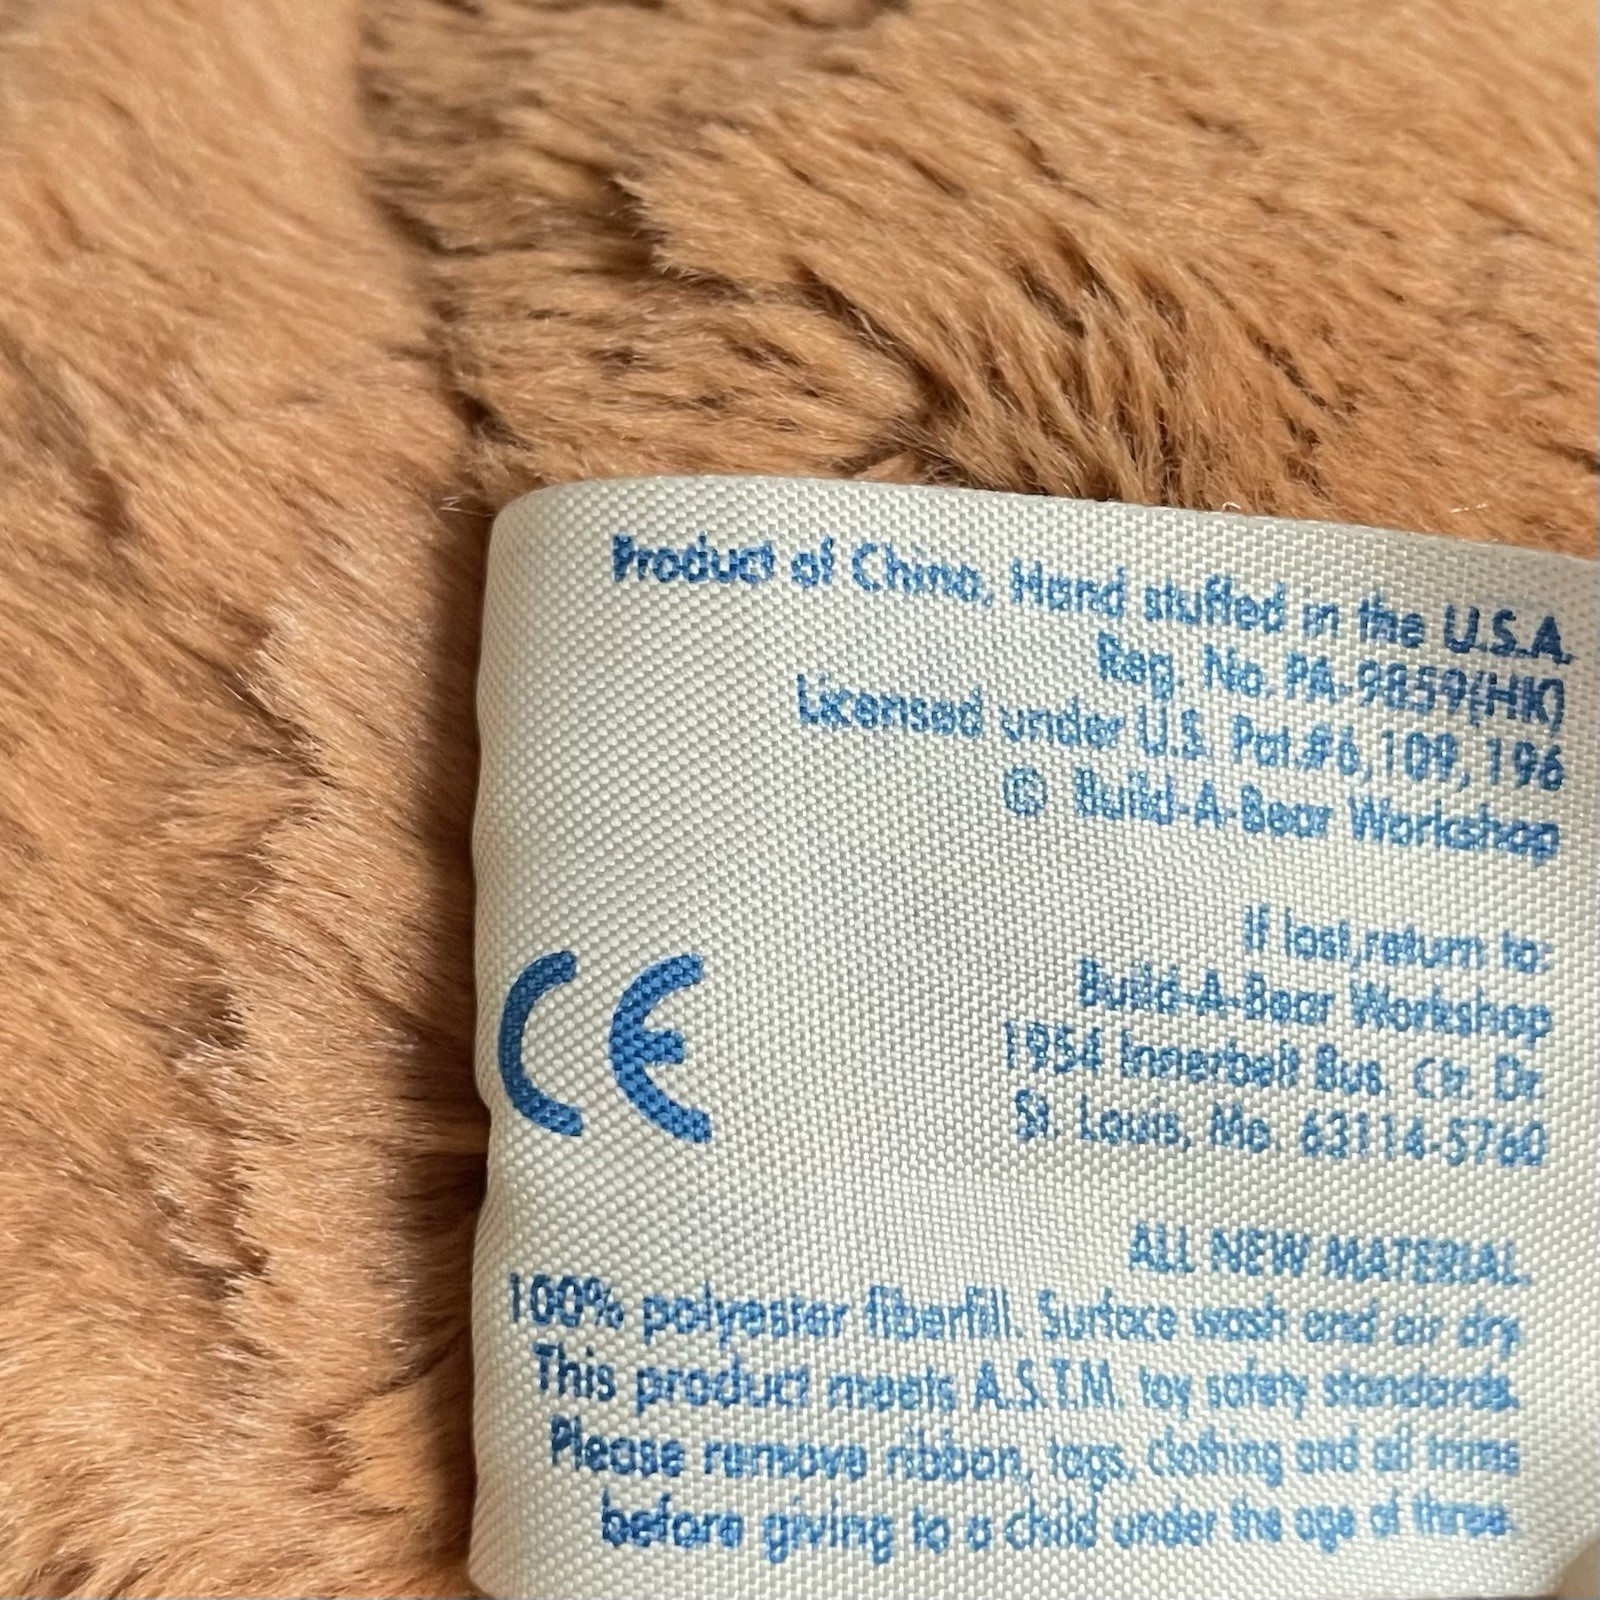 Product of China, Hand stuffed in the U.S.A.
Reg. No. PA-9859(HK)
Licensed under U.S. Pat.#6,109,196
© Build-A-Bear Workshop
If lost,return to:
Build-A-Bear Workshop
1954 Innerbelt Bus. Ctr. Dr.
St. Louis, Mo. 63114-5760
CE
ALL NEW MATERIAL.
100% polyester fiberfill. Surface wash and air dry.
This product meets A.S.T.M. toy safety standards.
Please remove ribbon, tags, clothing and all trims
before giving to a child under the age of three.